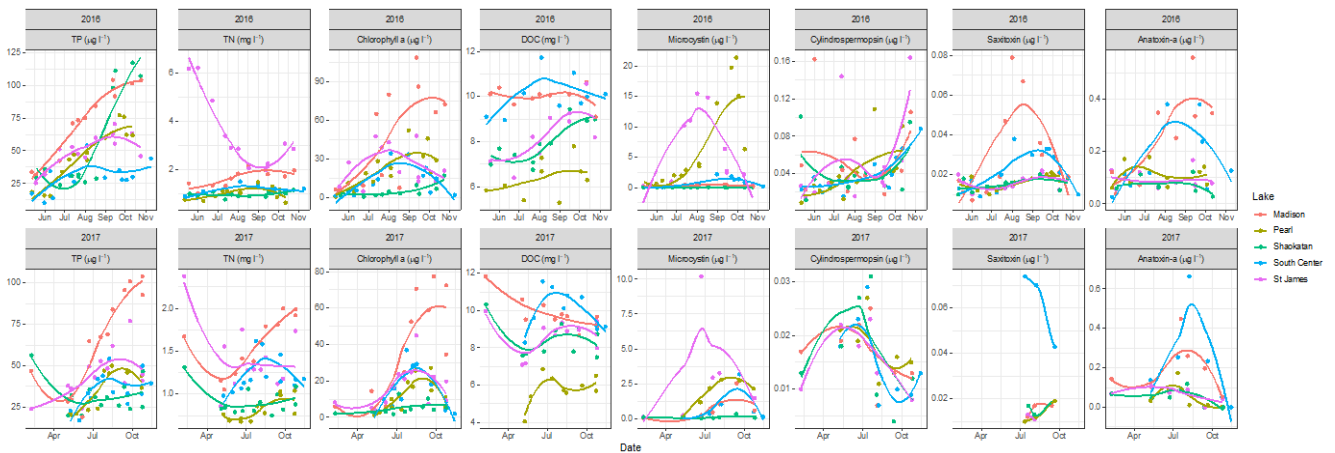 2016 2016 2016 2016 2016 2016 2016 2016
TP (µg l⁻¹) TN (mg l⁻¹) Chlorophyll a (µg l⁻¹) DOC (mg l⁻¹) Microcystin (µg l⁻¹) Cylindrospermopsin (µg l⁻¹) Saxitoxin (µg l⁻¹) Anatoxin-a (µg l⁻¹)
125
100
75
50
25
6
4
2
90
60
30
0
12
10
8
6
20
15
10
5
0
0.16
0.12
0.08
0.04
0.08
0.06
0.04
0.02
0.4
0.2
0.0
Jun Jul Aug Sep Oct Nov
Jun Jul Aug Sep Oct Nov
Jun Jul Aug Sep Oct Nov
Jun Jul Aug Sep Oct Nov
Jun Jul Aug Sep Oct Nov
Jun Jul Aug Sep Oct Nov
Jun Jul Aug Sep Oct Nov
Jun Jul Aug Sep Oct Nov
2017 2017 2017 2017 2017 2017 2017 2017
TP (µg l⁻¹) TN (mg l⁻¹) Chlorophyll a (µg l⁻¹) DOC (mg l⁻¹) Microcystin (µg l⁻¹) Cylindrospermopsin (µg l⁻¹) Saxitoxin (µg l⁻¹) Anatoxin-a (µg l⁻¹)
100
75
50
25
2.0
1.5
1.0
80
60
40
20
0
12
10
8
6
4
10.0
7.5
5.0
2.5
0.0
0.03
0.02
0.01
0.06
0.04
0.02
0.6
0.4
0.2
0.0
Apr Jul Oct
Apr Jul Oct
Apr Jul Oct
Apr Jul Oct
Apr Jul Oct
Apr Jul Oct
Apr Jul Oct
Apr Jul Oct
Date
Lake
Madison
Pearl
Shaokatan
South Center
St James